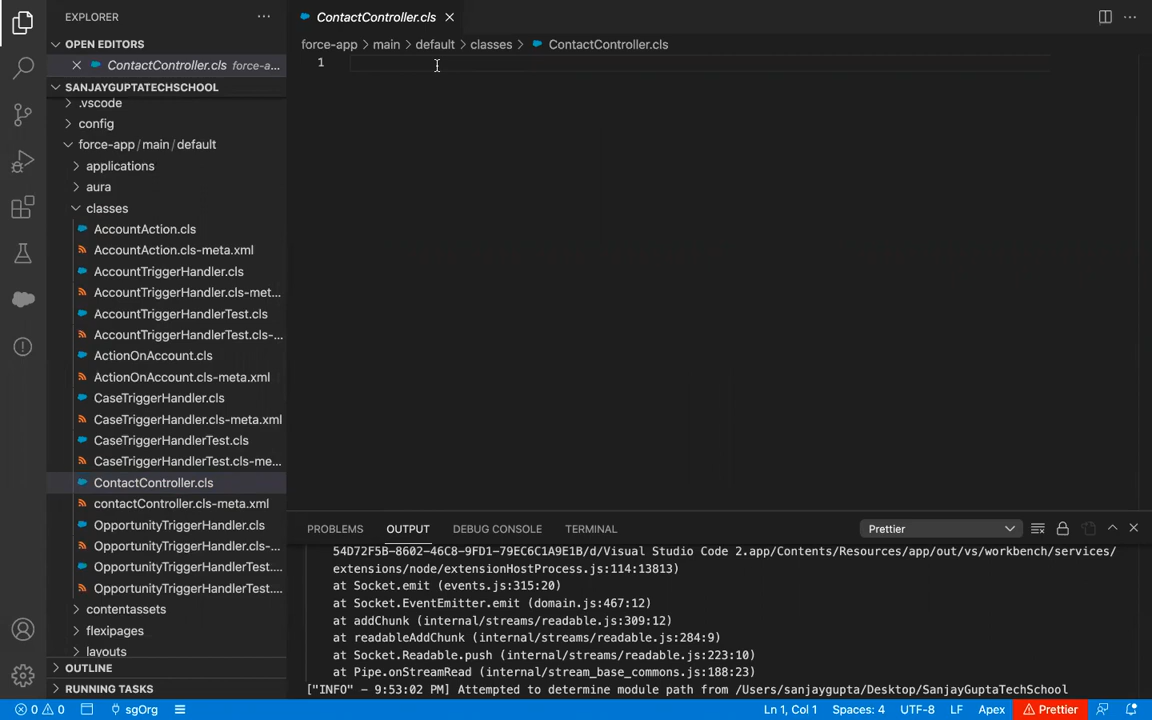 EXPLORER
ContactController.cls
OPEN EDITORS
ContactController.cls force-a...
SANJAYGUPTATECHSCHOOL
.vscode
config
force-app / main / default
applications
aura
classes
AccountAction.cls
AccountAction.cls-meta.xml
AccountTriggerHandler.cls
AccountTriggerHandler.cls-met...
AccountTriggerHandlerTest.cls
AccountTriggerHandlerTest.cls-...
ActionOnAccount.cls
ActionOnAccount.cls-meta.xml
CaseTriggerHandler.cls
CaseTriggerHandler.cls-meta.xml
CaseTriggerHandlerTest.cls
CaseTriggerHandlerTest.cls-me...
ContactController.cls
contactController.cls-meta.xml
OpportunityTriggerHandler.cls
OpportunityTriggerHandler.cls-...
OpportunityTriggerHandlerTest....
OpportunityTriggerHandlerTest....
contentassets
flexipages
layouts
OUTLINE
RUNNING TASKS
force-app > main > default > classes > ContactController.cls
1
PROBLEMS OUTPUT DEBUG CONSOLE TERMINAL Prettier
54D72F5B-8602-46C8-9FD1-79EC6C1A9E1B/d/Visual Studio Code 2.app/Contents/Resources/app/out/vs/workbench/services/
extensions/node/extensionHostProcess.js:114:13813)
at Socket.emit (events.js:315:20)
at Socket.EventEmitter.emit (domain.js:467:12)
at addChunk (internal/streams/readable.js:309:12)
at readableAddChunk (internal/streams/readable.js:284:9)
at Socket.Readable.push (internal/streams/readable.js:223:10)
at Pipe.onStreamRead (internal/stream_base_commons.js:188:23)
["INFO" - 9:53:02 PM] Attempted to determine module path from /Users/sanjaygupta/Desktop/SanjayGuptaTechSchool
0 0 sgOrg Ln 1, Col 1 Spaces: 4 UTF-8 LF Apex Prettier